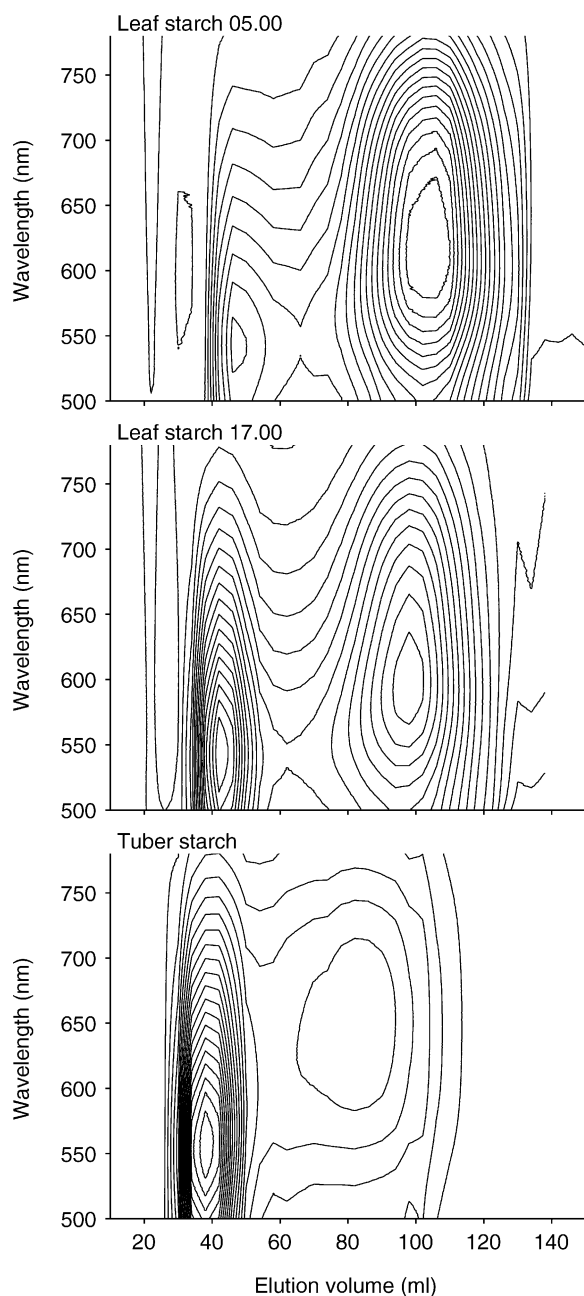 Leaf starch 05.00
750
700
650
600
550
500
Wavelength (nm)
Leaf starch 17.00
750
700
650
600
550
500
Wavelength (nm)
Tuber starch
750
700
650
600
550
500
Wavelength (nm)
20 40 60 80 100 120 140
Elution volume (ml)